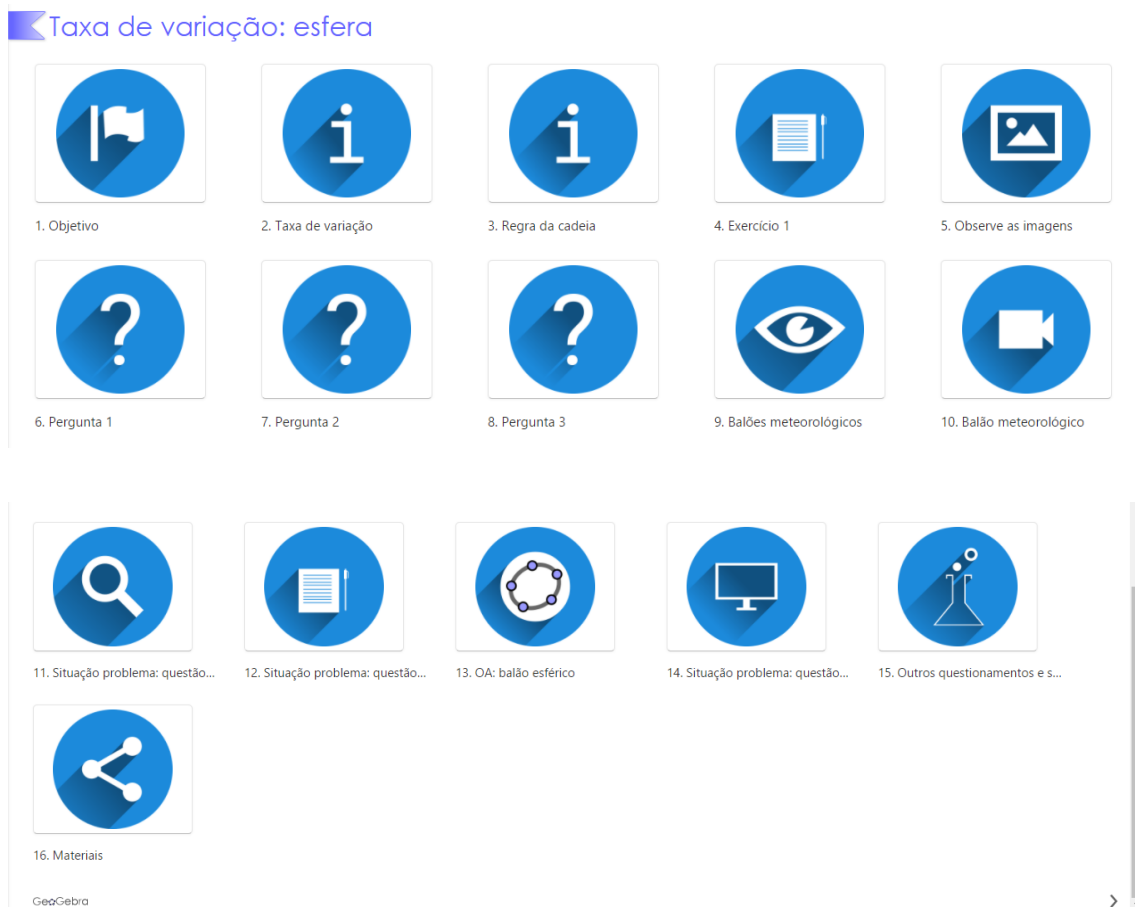 Taxa de variação: esfera
1. Objetivo
2. Taxa de variação
3. Regra da cadeia
4. Exercício 1
5. Observe as imagens
6. Pergunta 1
7. Pergunta 2
8. Pergunta 3
9. Balões meteorológicos
10. Balão meteorológico
11. Situação problema: questão...
12. Situação problema: questão...
13. OA: balão esférico
14. Situação problema: questão...
15. Outros questionamentos e s...
16. Materiais
GeoGebra